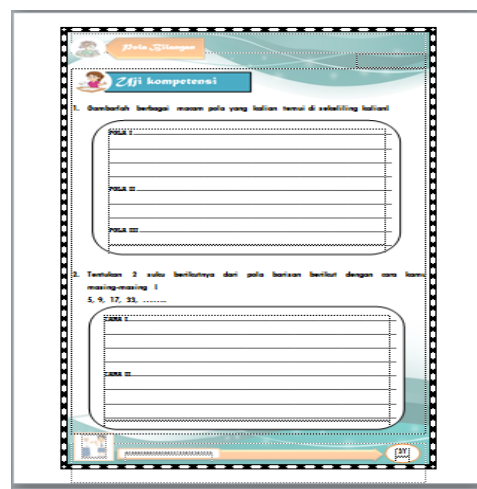 Pola Bilangan
Uji kompetensi
1. Gambarlah berbagai macam pola yang kalian temui di sekeliling kalian!
POLA I
POLA II
POLA III
2. Tentukan 2 suku berikutnya dari pola barisan berikut dengan cara kamu
masing-masing !
5, 9, 17, 33, ........
CARA I
CARA II